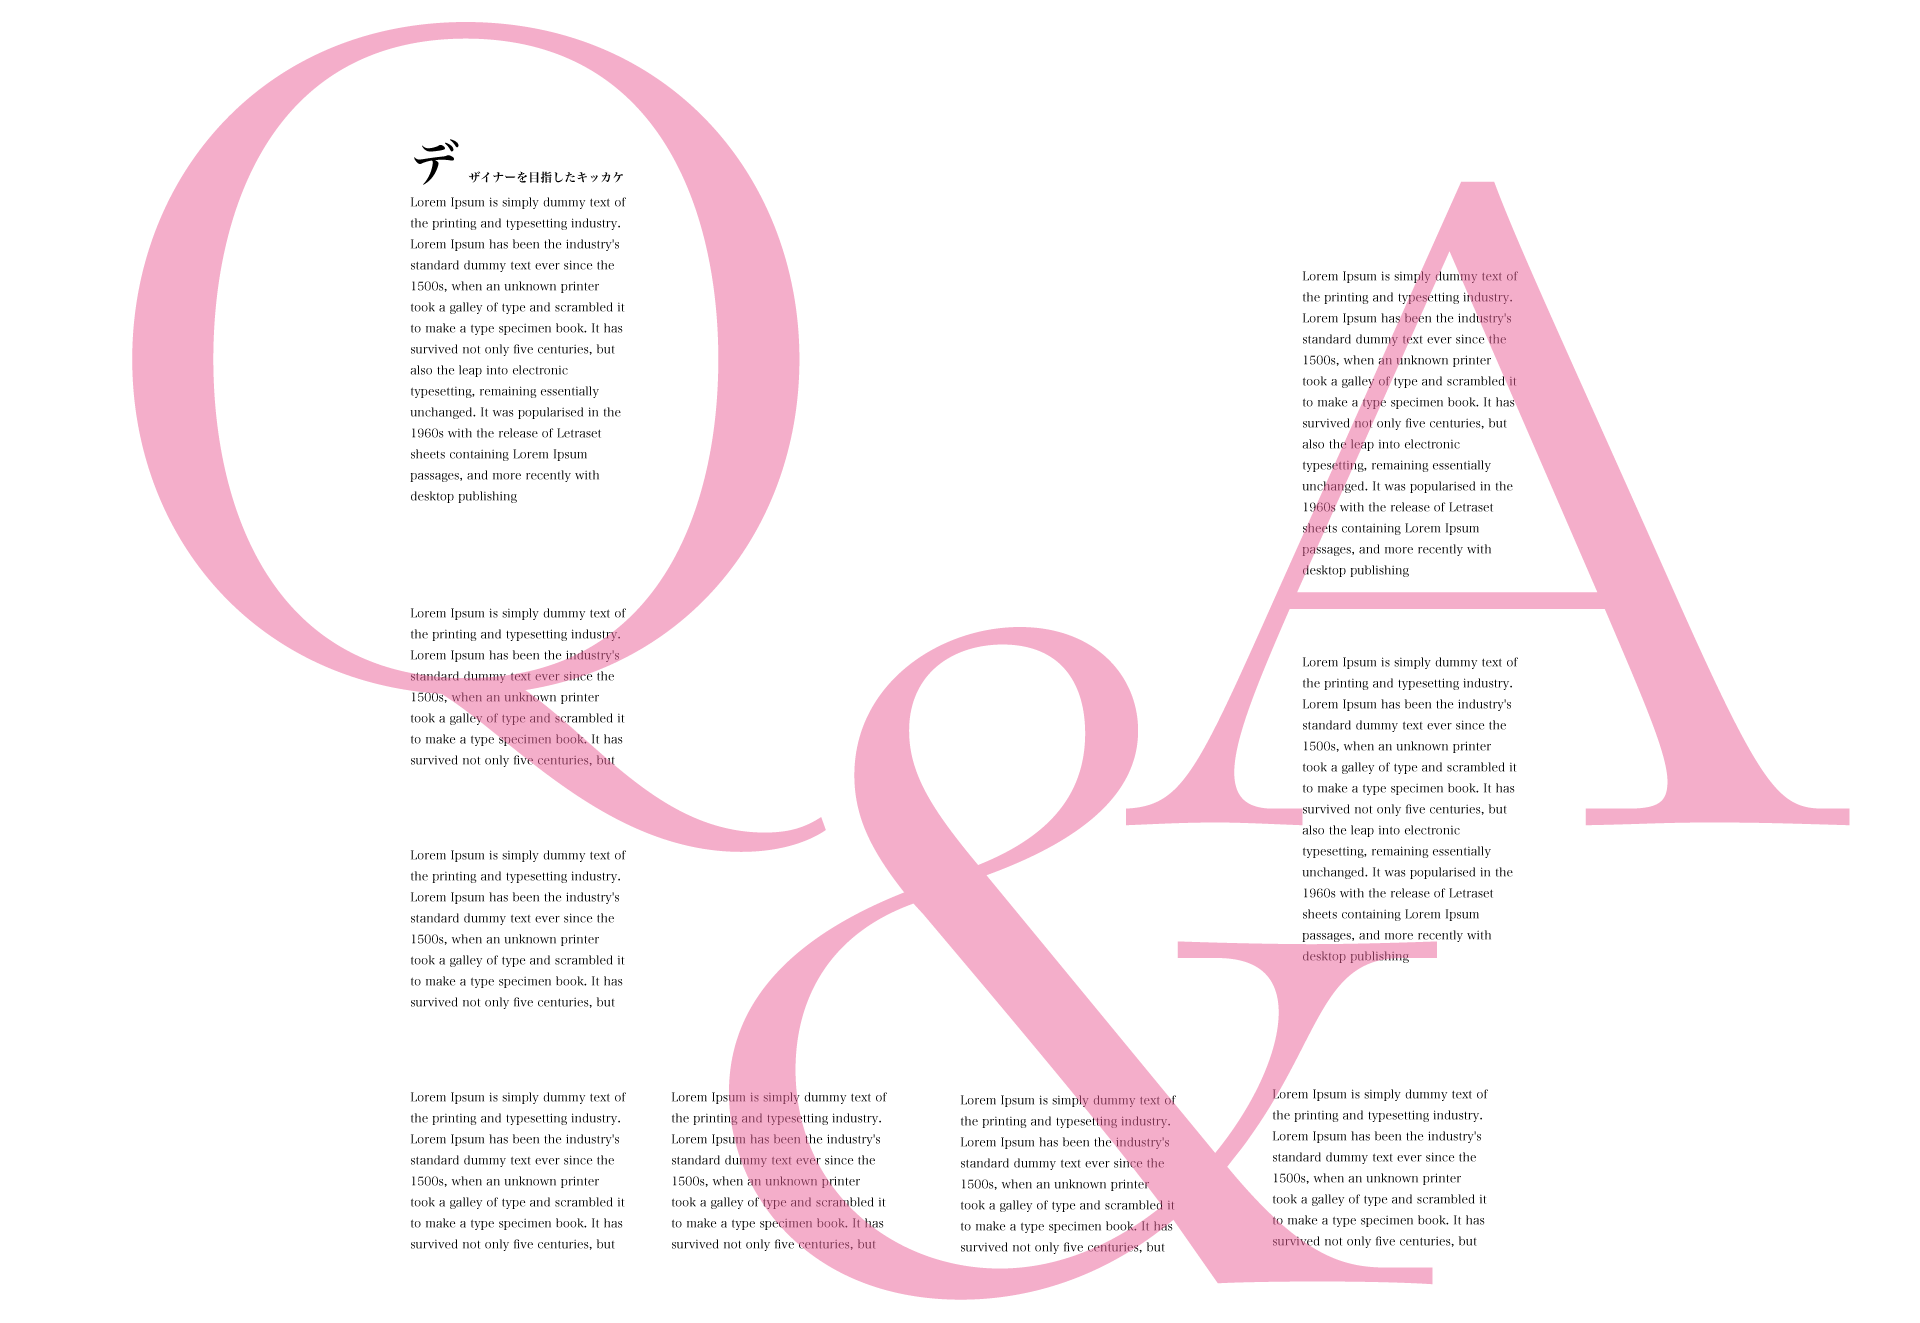 Q & A
デザイナーを目指したキッカケ
Lorem Ipsum is simply dummy text of
the printing and typesetting industry.
Lorem Ipsum has been the industry's
standard dummy text ever since the
1500s, when an unknown printer
took a galley of type and scrambled it
to make a type specimen book. It has
survived not only five centuries, but
also the leap into electronic
typesetting, remaining essentially
unchanged. It was popularised in the
1960s with the release of Letraset
sheets containing Lorem Ipsum
passages, and more recently with
desktop publishing
Lorem Ipsum is simply dummy text of
the printing and typesetting industry.
Lorem Ipsum has been the industry's
standard dummy text ever since the
1500s, when an unknown printer
took a galley of type and scrambled it
to make a type specimen book. It has
survived not only five centuries, but
Lorem Ipsum is simply dummy text of
the printing and typesetting industry.
Lorem Ipsum has been the industry's
standard dummy text ever since the
1500s, when an unknown printer
took a galley of type and scrambled it
to make a type specimen book. It has
survived not only five centuries, but
Lorem Ipsum is simply dummy text of
the printing and typesetting industry.
Lorem Ipsum has been the industry's
standard dummy text ever since the
1500s, when an unknown printer
took a galley of type and scrambled it
to make a type specimen book. It has
survived not only five centuries, but
Lorem Ipsum is simply dummy text of
the printing and typesetting industry.
Lorem Ipsum has been the industry's
standard dummy text ever since the
1500s, when an unknown printer
took a galley of type and scrambled it
to make a type specimen book. It has
survived not only five centuries, but
Lorem Ipsum is simply dummy text of
the printing and typesetting industry.
Lorem Ipsum has been the industry's
standard dummy text ever since the
1500s, when an unknown printer
took a galley of type and scrambled it
to make a type specimen book. It has
survived not only five centuries, but
Lorem Ipsum is simply dummy text of
the printing and typesetting industry.
Lorem Ipsum has been the industry's
standard dummy text ever since the
1500s, when an unknown printer
took a galley of type and scrambled it
to make a type specimen book. It has
survived not only five centuries, but
also the leap into electronic
typesetting, remaining essentially
unchanged. It was popularised in the
1960s with the release of Letraset
sheets containing Lorem Ipsum
passages, and more recently with
desktop publishing
Lorem Ipsum is simply dummy text of
the printing and typesetting industry.
Lorem Ipsum has been the industry's
standard dummy text ever since the
1500s, when an unknown printer
took a galley of type and scrambled it
to make a type specimen book. It has
survived not only five centuries, but
also the leap into electronic
typesetting, remaining essentially
unchanged. It was popularised in the
1960s with the release of Letraset
sheets containing Lorem Ipsum
passages, and more recently with
desktop publishing
Lorem Ipsum is simply dummy text of
the printing and typesetting industry.
Lorem Ipsum has been the industry's
standard dummy text ever since the
1500s, when an unknown printer
took a galley of type and scrambled it
to make a type specimen book. It has
survived not only five centuries, but